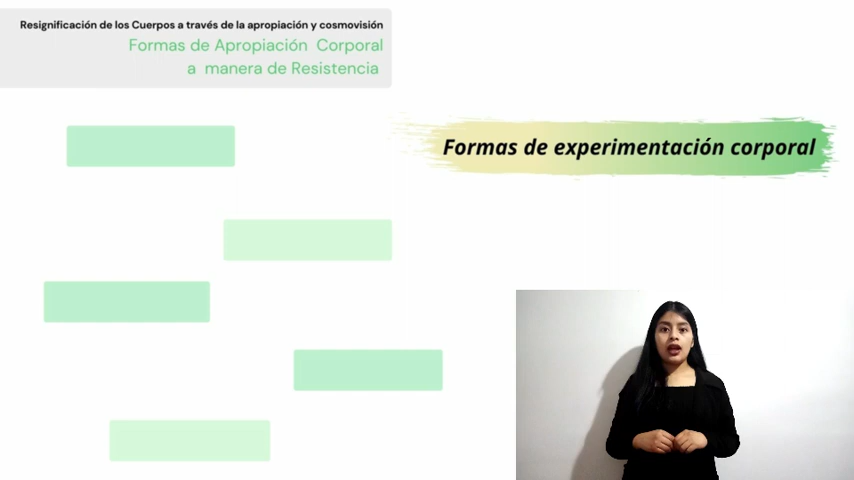 Resignificación de los Cuerpos a través de la apropiación y cosmovisión
Formas de Apropiación Corporal
a manera de Resistencia
Formas de experimentación corporal